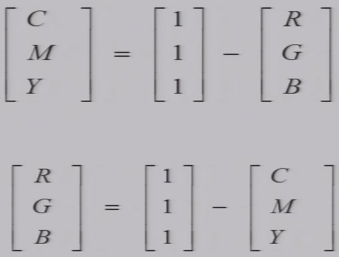 [ C ] = [ 1 ] − [ R ]
[ M ] = [ 1 ] − [ G ]
[ Y ] = [ 1 ] − [ B ]
[ R ] = [ 1 ] − [ C ]
[ G ] = [ 1 ] − [ M ]
[ B ] = [ 1 ] − [ Y ]